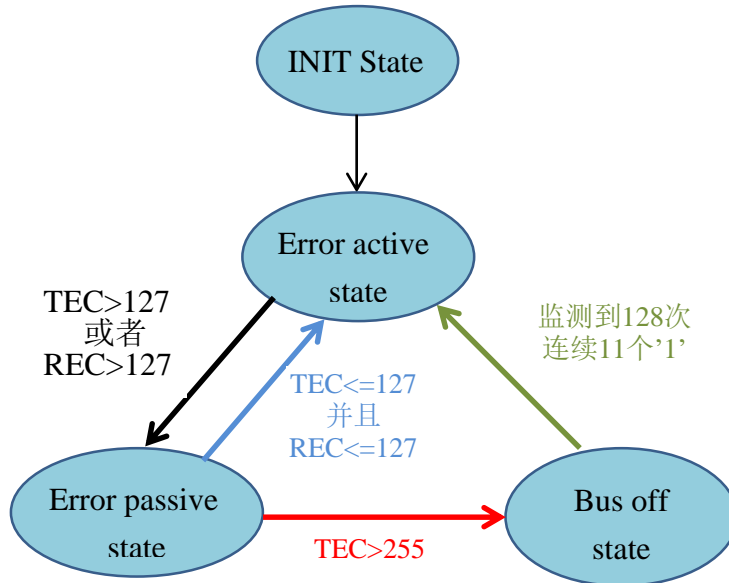 INIT State
Error active
state
TEC>127
或者
REC>127
TEC<=127
并且
REC<=127
监测到128次
连续11个'1'
Error passive
state
TEC>255
Bus off
state